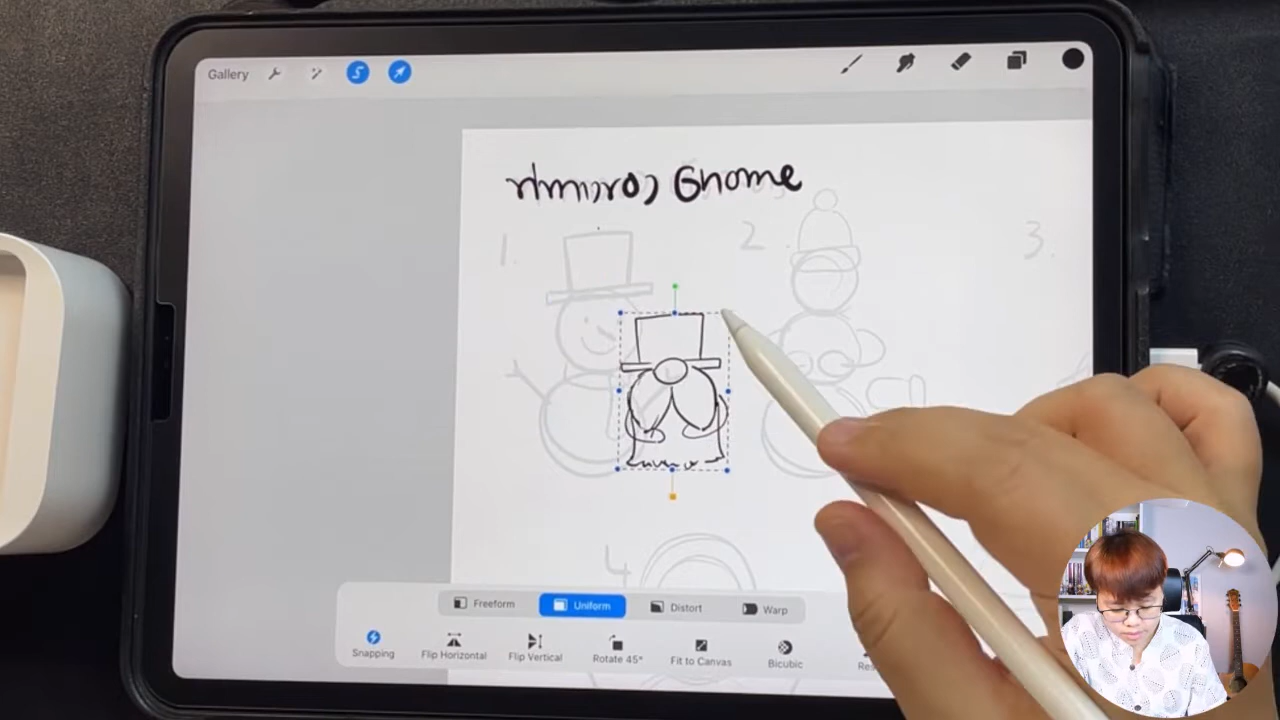 Gallery
Gnome
1.
2.
3.
4
Freeform Uniform Distort Warp
Snapping Flip Horizontal Flip Vertical Rotate 45° Fit to Canvas Bicubic